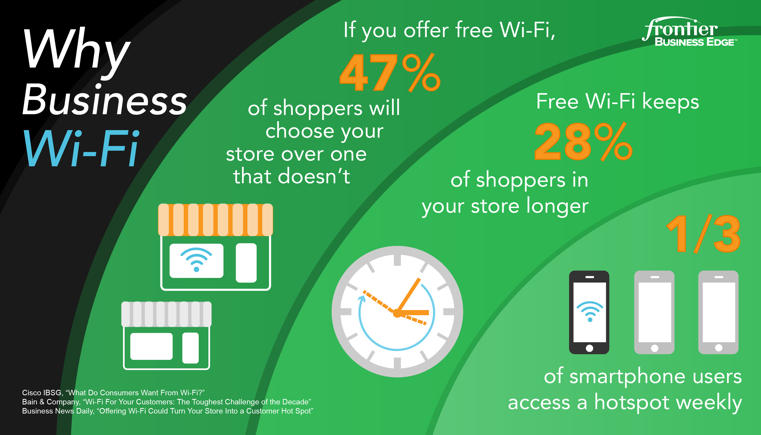 Why
Business
Wi-Fi
If you offer free Wi-Fi,
47%
of shoppers will
choose your
store over one
that doesn't
frontier
BUSINESS EDGE™
Free Wi-Fi keeps
28%
of shoppers in
your store longer
1/3
of smartphone users
access a hotspot weekly
Cisco IBSG, "What Do Consumers Want From Wi-Fi?"
Bain & Company, "Wi-Fi For Your Customers: The Toughest Challenge of the Decade"
Business News Daily, "Offering Wi-Fi Could Turn Your Store Into a Customer Hot Spot"